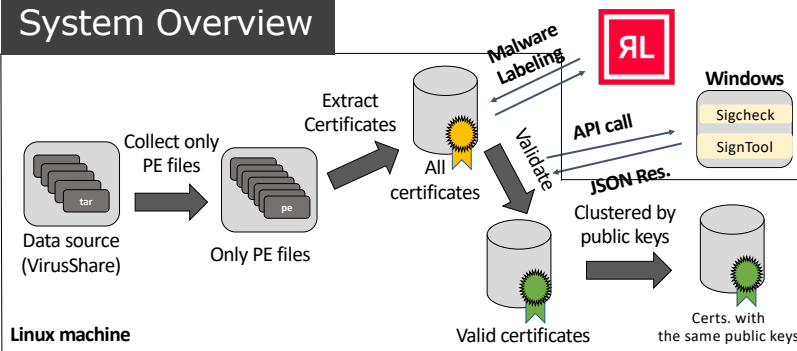 System Overview
Malware
Labeling
ЯL
Windows
Sigcheck
SignTool
Extract
Certificates
API call
Validate
JSON Res.
Collect only
PE files
tar
pe
All
certificates
Data source
(VirusShare)
Only PE files
Clustered by
public keys
Linux machine
Valid certificates
Certs. with
the same public keys